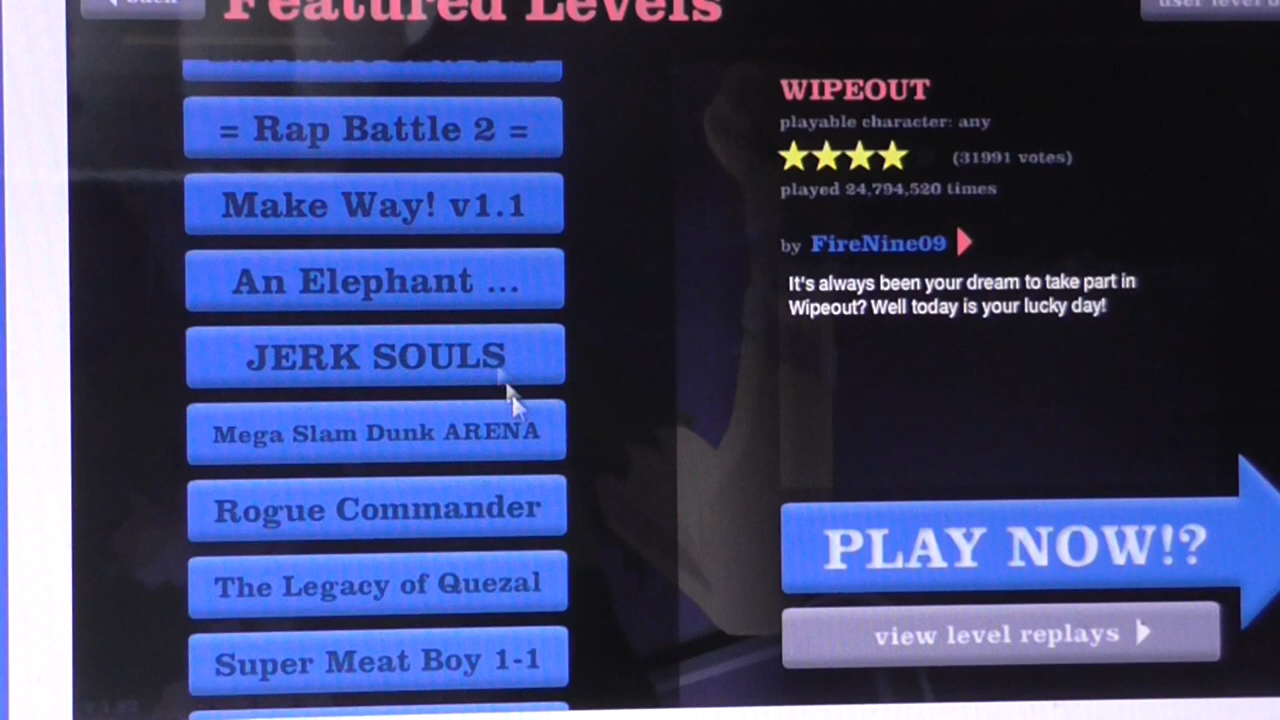 back
Featured Levels
= Rap Battle 2 =
Make Way! v1.1
An Elephant ...
JERK SOULS
Mega Slam Dunk ARENA
Rogue Commander
The Legacy of Quezal
Super Meat Boy 1-1
user level
WIPEOUT
playable character: any
(31991 votes)
played 24,794,520 times
by FireNine09
It's always been your dream to take part in
Wipeout? Well today is your lucky day!
PLAY NOW!?
view level replays